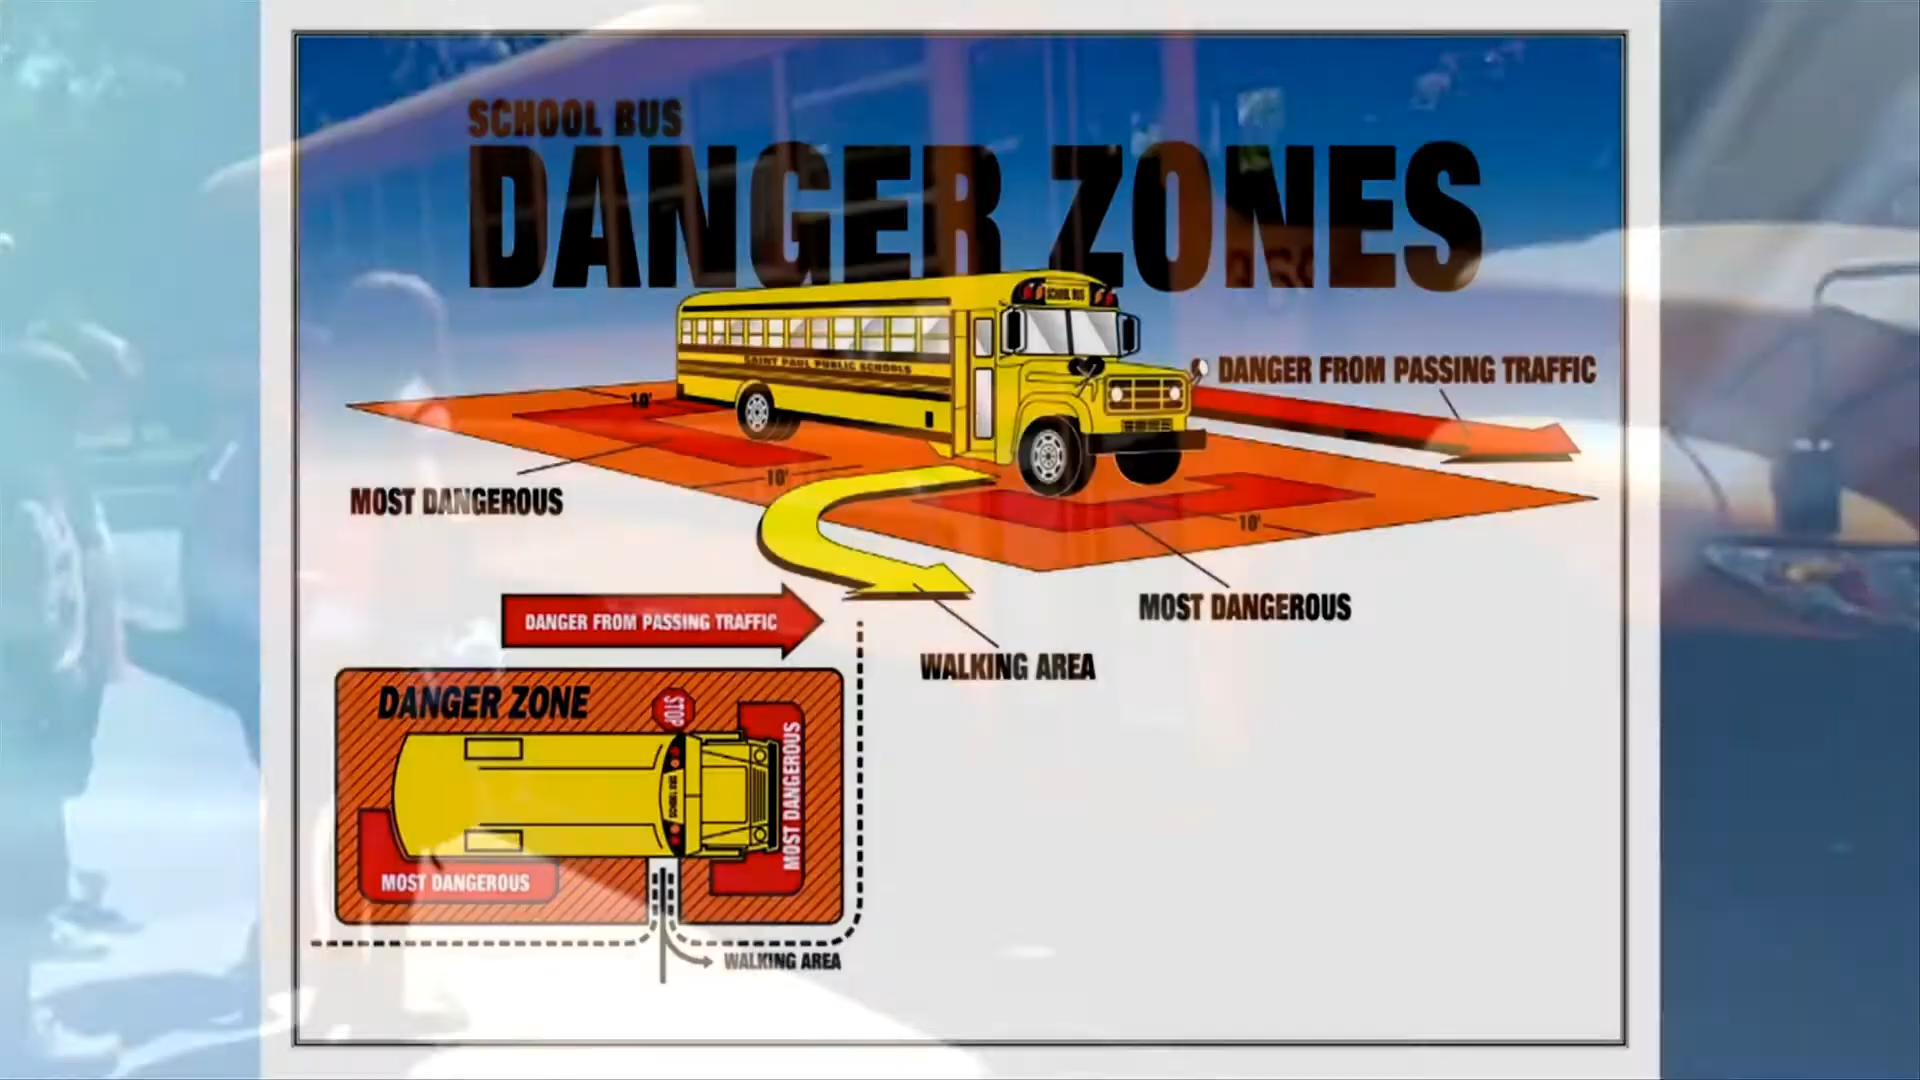 SCHOOL BUS
DANGER ZONES
SCHOOL BUS
SAINT PAUL PUBLIC SCHOOLS
DANGER FROM PASSING TRAFFIC
10'
10'
10'
MOST DANGEROUS
MOST DANGEROUS
WALKING AREA
DANGER FROM PASSING TRAFFIC
DANGER ZONE
STOP
SCHOOL BUS
MOST DANGEROUS
MOST DANGEROUS
WALKING AREA